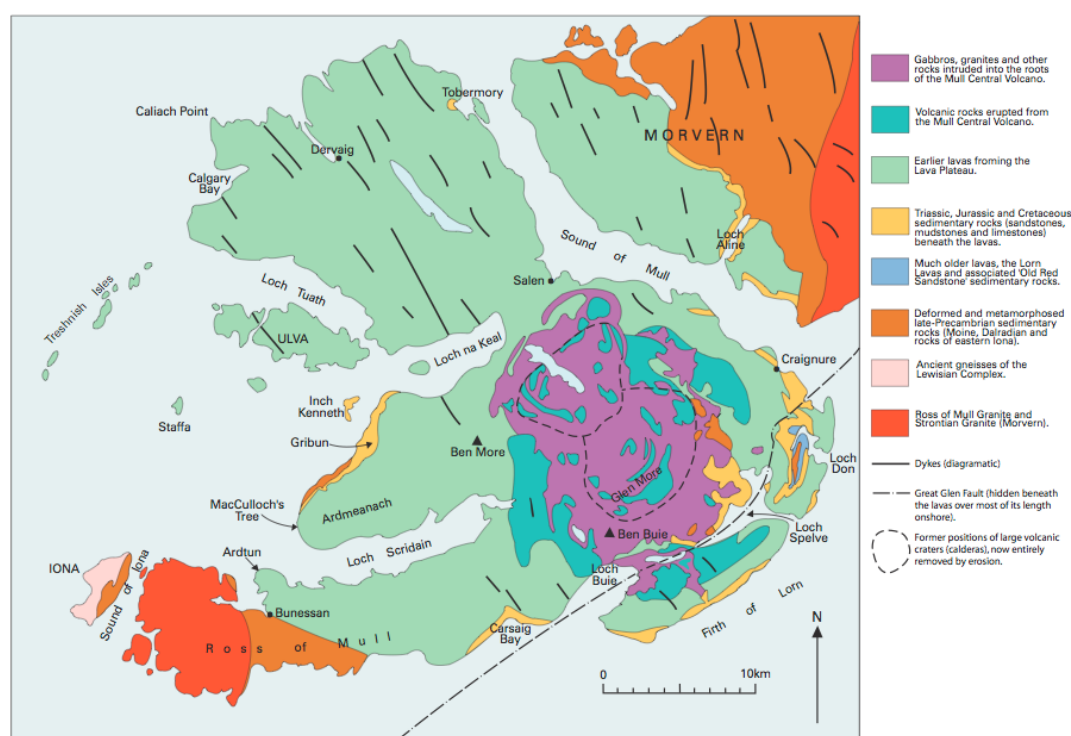 Tobermory
Caliach Point
MORVERN
Dervaig
Calgary
Bay
Loch
Aline
Sound
of
Mull
Salen
Loch Tuath
Treshnish Isles
ULVA
Loch na Keal
Craignure
Inch
Kenneth
Staffa
Gribun
Ben More
Loch
Don
Glen More
MacCulloch's
Tree
Ardmeanach
Ben Buie
Loch
Spelve
Loch Scridain
Ardtun
IONA
Sound of Iona
Loch
Buie
Bunessan
Firth of Lorn
Carsaig
Bay
Ross of Mull
N
0 10km
Gabbros, granites and other
rocks intruded into the roots
of the Mull Central Volcano.
Volcanic rocks erupted from
the Mull Central Volcano.
Earlier lavas froming the
Lava Plateau.
Triassic, Jurassic and Cretaceous
sedimentary rocks (sandstones,
mudstones and limestones)
beneath the lavas.
Much older lavas, the Lorn
Lavas and associated 'Old Red
Sandstone' sedimentary rocks.
Deformed and metamorphosed
late-Precambrian sedimentary
rocks (Moine, Dalradian and
rocks of eastern Iona).
Ancient gneisses of the
Lewisian Complex.
Ross of Mull Granite and
Strontian Granite (Morvern).
Dykes (diagramatic)
Great Glen Fault (hidden beneath
the lavas over most of its length
onshore).
Former positions of large volcanic
craters (calderas), now entirely
removed by erosion.